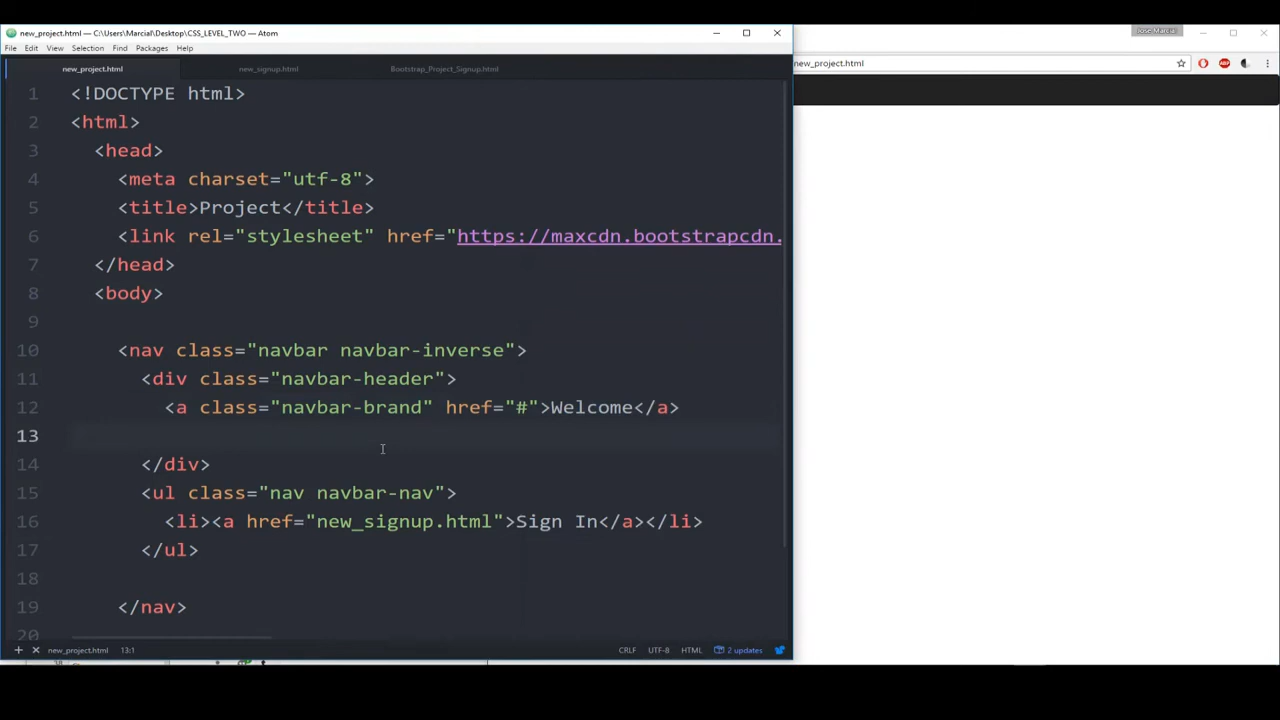 new_project.html — C:\Users\Marcial\Desktop\CSS_LEVEL_TWO — Atom
Jose Marcial
File Edit View Selection Find Packages Help
new_project.html
new_project.html new_signup.html Bootstrap_Project_Signup.html
1 <!DOCTYPE html>
2 <html>
3 <head>
4 <meta charset="utf-8">
5 <title>Project</title>
6 <link rel="stylesheet" href="https://maxcdn.bootstrapcdn.
7 </head>
8 <body>
9
10 <nav class="navbar navbar-inverse">
11 <div class="navbar-header">
12 <a class="navbar-brand" href="#">Welcome</a>
13
14 </div>
15 <ul class="nav navbar-nav">
16 <li><a href="new_signup.html">Sign In</a></li>
17 </ul>
18
19 </nav>
20
new_project.html 13:1 CRLF UTF-8 HTML 2 updates